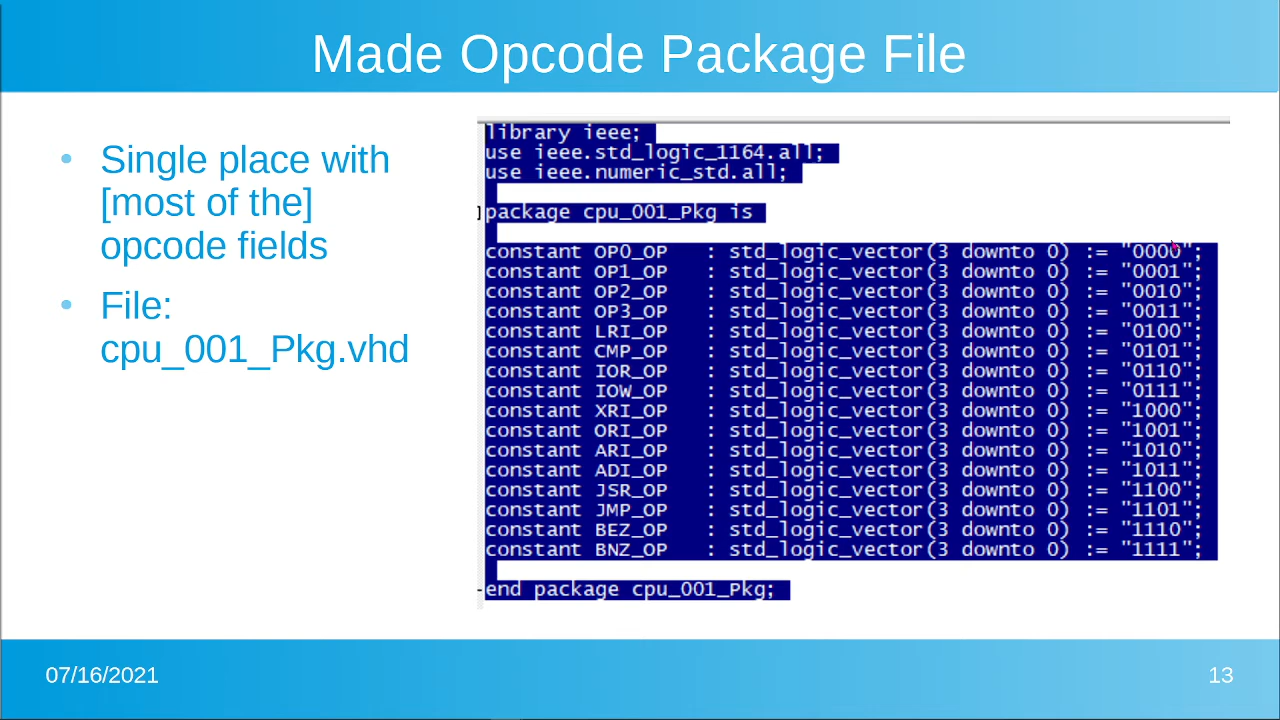 Made Opcode Package File
• Single place with
[most of the]
opcode fields
• File:
cpu_001_Pkg.vhd
library ieee;
use ieee.std_logic_1164.all;
use ieee.numeric_std.all;
package cpu_001_Pkg is
constant OP0_OP : std_logic_vector(3 downto 0) := "0000";
constant OP1_OP : std_logic_vector(3 downto 0) := "0001";
constant OP2_OP : std_logic_vector(3 downto 0) := "0010";
constant OP3_OP : std_logic_vector(3 downto 0) := "0011";
constant LRI_OP : std_logic_vector(3 downto 0) := "0100";
constant CMP_OP : std_logic_vector(3 downto 0) := "0101";
constant IOR_OP : std_logic_vector(3 downto 0) := "0110";
constant IOW_OP : std_logic_vector(3 downto 0) := "0111";
constant XRI_OP : std_logic_vector(3 downto 0) := "1000";
constant ORI_OP : std_logic_vector(3 downto 0) := "1001";
constant ARI_OP : std_logic_vector(3 downto 0) := "1010";
constant ADI_OP : std_logic_vector(3 downto 0) := "1011";
constant JSR_OP : std_logic_vector(3 downto 0) := "1100";
constant JMP_OP : std_logic_vector(3 downto 0) := "1101";
constant BEZ_OP : std_logic_vector(3 downto 0) := "1110";
constant BNZ_OP : std_logic_vector(3 downto 0) := "1111";
end package cpu_001_Pkg;
07/16/2021
13